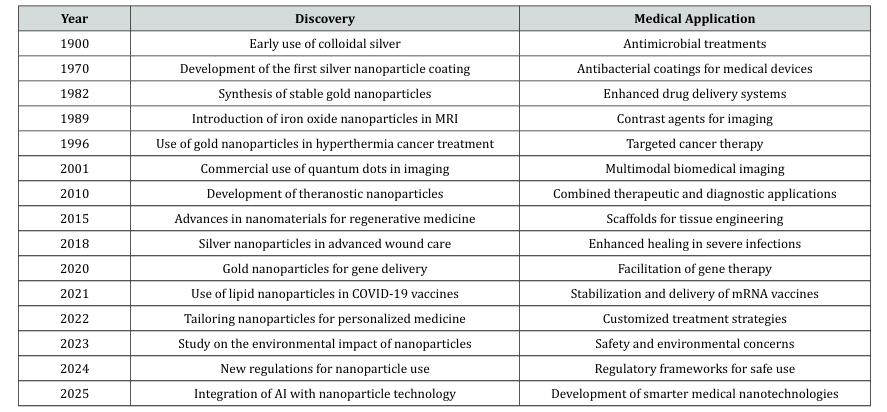 Year Discovery Medical Application
1900 Early use of colloidal silver Antimicrobial treatments
1970 Development of the first silver nanoparticle coating Antibacterial coatings for medical devices
1982 Synthesis of stable gold nanoparticles Enhanced drug delivery systems
1989 Introduction of iron oxide nanoparticles in MRI Contrast agents for imaging
1996 Use of gold nanoparticles in hyperthermia cancer treatment Targeted cancer therapy
2001 Commercial use of quantum dots in imaging Multimodal biomedical imaging
2010 Development of theranostic nanoparticles Combined therapeutic and diagnostic applications
2015 Advances in nanomaterials for regenerative medicine Scaffolds for tissue engineering
2018 Silver nanoparticles in advanced wound care Enhanced healing in severe infections
2020 Gold nanoparticles for gene delivery Facilitation of gene therapy
2021 Use of lipid nanoparticles in COVID-19 vaccines Stabilization and delivery of mRNA vaccines
2022 Tailoring nanoparticles for personalized medicine Customized treatment strategies
2023 Study on the environmental impact of nanoparticles Safety and environmental concerns
2024 New regulations for nanoparticle use Regulatory frameworks for safe use
2025 Integration of AI with nanoparticle technology Development of smarter medical nanotechnologies